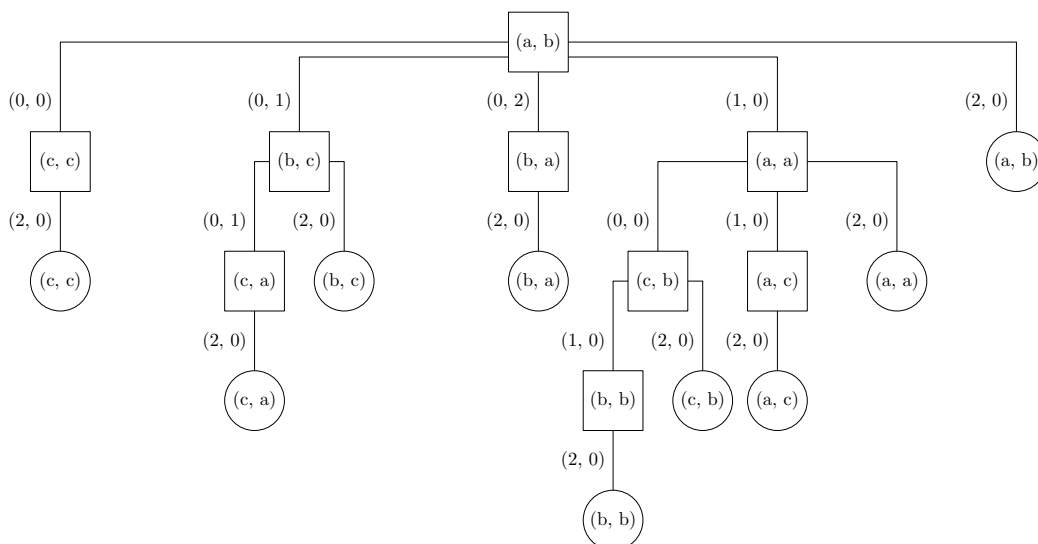 (a, b)
(0, 0) (0, 1) (0, 2) (1, 0) (2, 0)
(c, c) (b, c) (b, a) (a, a) (a, b)
(2, 0) (0, 1) (2, 0) (2, 0) (0, 0) (1, 0) (2, 0)
(c, c) (c, a) (b, c) (b, a) (c, b) (a, c) (a, a)
(2, 0) (1, 0) (2, 0) (2, 0)
(c, a) (b, b) (c, b) (a, c)
(2, 0)
(b, b)